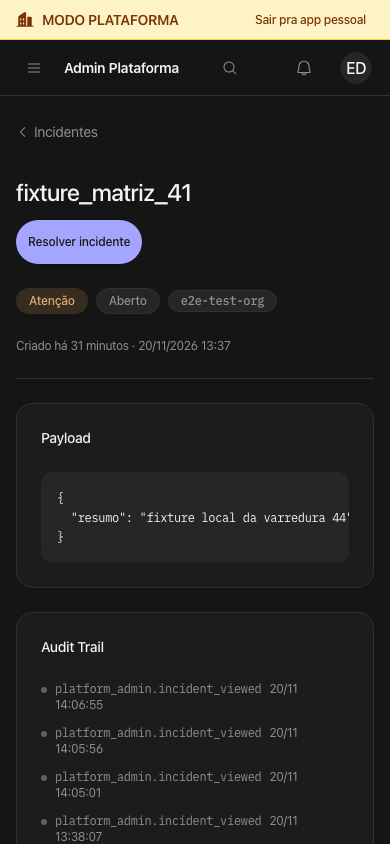 MODO PLATAFORMA
Sair pra app pessoal
Admin Plataforma
ED
Incidentes
fixture_matriz_41
Resolver incidente
Atenção
Aberto
e2e-test-org
Criado há 31 minutos · 20/11/2026 13:37
Payload
{
"resumo": "fixture local da varredura 44"
}
Audit Trail
platform_admin.incident_viewed 20/11
14:06:55
platform_admin.incident_viewed 20/11
14:05:56
platform_admin.incident_viewed 20/11
14:05:01
platform_admin.incident_viewed 20/11
13:38:07